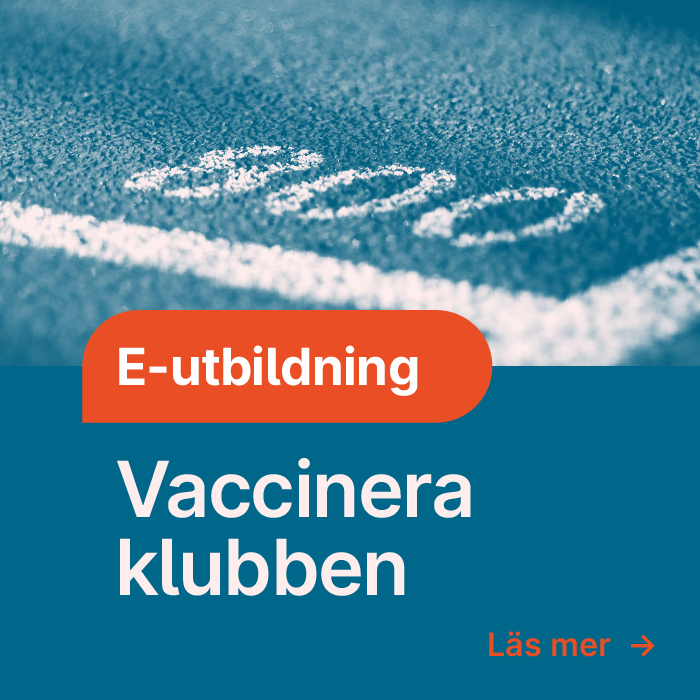 E-utbildning
Vaccinera
klubben
Läs mer →